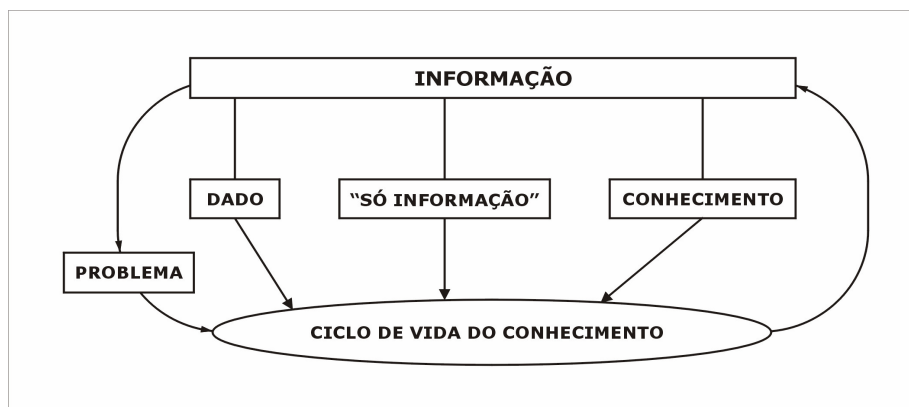 INFORMAÇÃO
DADO
“SÓ INFORMAÇÃO”
CONHECIMENTO
PROBLEMA
CICLO DE VIDA DO CONHECIMENTO